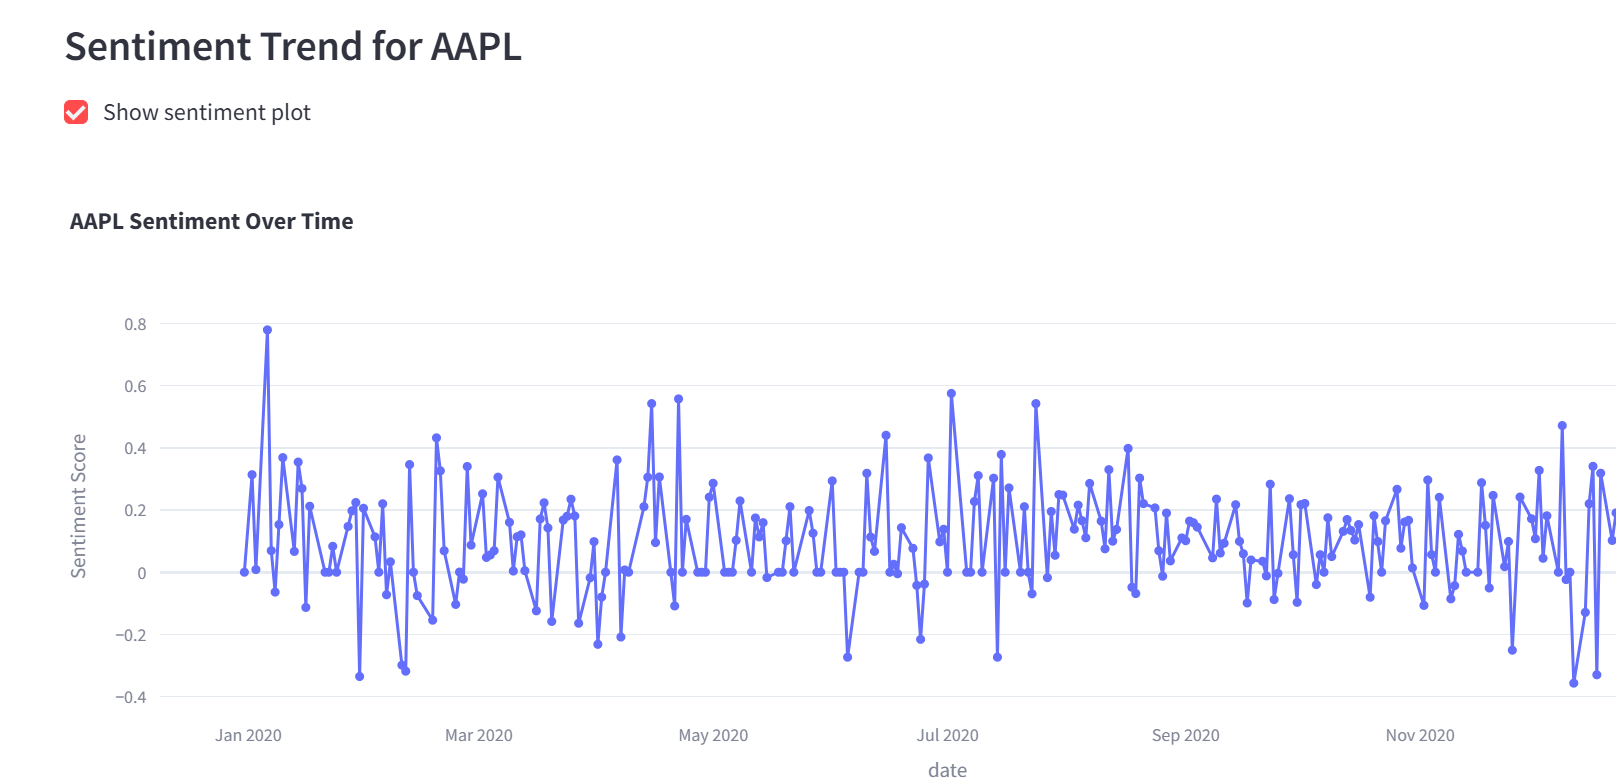 Sentiment Trend for AAPL
Show sentiment plot
AAPL Sentiment Over Time
0.8
0.6
0.4
0.2
0
−0.2
−0.4
Sentiment Score
Jan 2020 Mar 2020 May 2020 Jul 2020 Sep 2020 Nov 2020
date